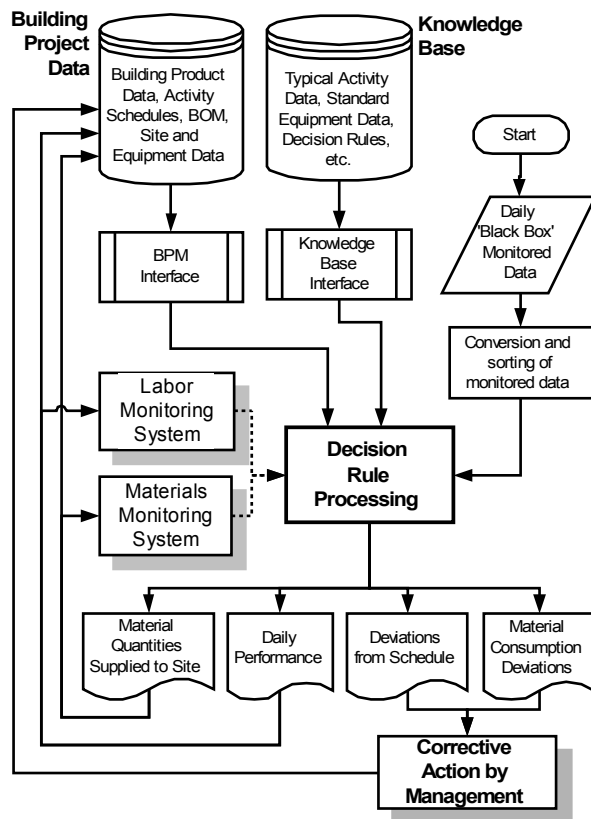 Building
Project
Data
Knowledge
Base
Building Product
Data, Activity
Schedules, BOM,
Site and
Equipment Data
Typical Activity
Data, Standard
Equipment Data,
Decision Rules,
etc.
Start
Daily
'Black Box'
Monitored
Data
BPM
Interface
Knowledge
Base
Interface
Conversion and
sorting of
monitored data
Labor
Monitoring
System
Materials
Monitoring
System
Decision
Rule
Processing
Material
Quantities
Supplied to Site
Daily
Performance
Deviations
from Schedule
Material
Consumption
Deviations
Corrective
Action by
Management